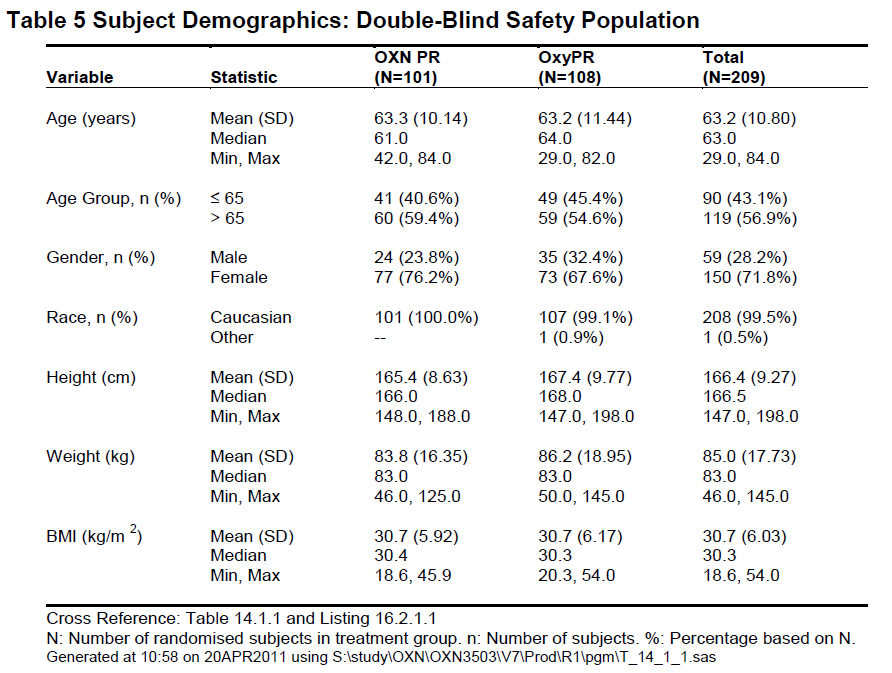 Table 5 Subject Demographics: Double-Blind Safety Population
OXN PR OxyPR Total
Variable Statistic (N=101) (N=108) (N=209)
Age (years) Mean (SD) 63.3 (10.14) 63.2 (11.44) 63.2 (10.80)
Median 61.0 64.0 63.0
Min, Max 42.0, 84.0 29.0, 82.0 29.0, 84.0
Age Group, n (%) ≤ 65 41 (40.6%) 49 (45.4%) 90 (43.1%)
> 65 60 (59.4%) 59 (54.6%) 119 (56.9%)
Gender, n (%) Male 24 (23.8%) 35 (32.4%) 59 (28.2%)
Female 77 (76.2%) 73 (67.6%) 150 (71.8%)
Race, n (%) Caucasian 101 (100.0%) 107 (99.1%) 208 (99.5%)
Other -- 1 (0.9%) 1 (0.5%)
Height (cm) Mean (SD) 165.4 (8.63) 167.4 (9.77) 166.4 (9.27)
Median 166.0 168.0 166.5
Min, Max 148.0, 188.0 147.0, 198.0 147.0, 198.0
Weight (kg) Mean (SD) 83.8 (16.35) 86.2 (18.95) 85.0 (17.73)
Median 83.0 83.0 83.0
Min, Max 46.0, 125.0 50.0, 145.0 46.0, 145.0
BMI (kg/m ²) Mean (SD) 30.7 (5.92) 30.7 (6.17) 30.7 (6.03)
Median 30.4 30.3 30.3
Min, Max 18.6, 45.9 20.3, 54.0 18.6, 54.0
Cross Reference: Table 14.1.1 and Listing 16.2.1.1
N: Number of randomised subjects in treatment group. n: Number of subjects. %: Percentage based on N.
Generated at 10:58 on 20APR2011 using S:\study\OXN\OXN3503\V7\Prod\R1\pgm\T_14_1_1.sas